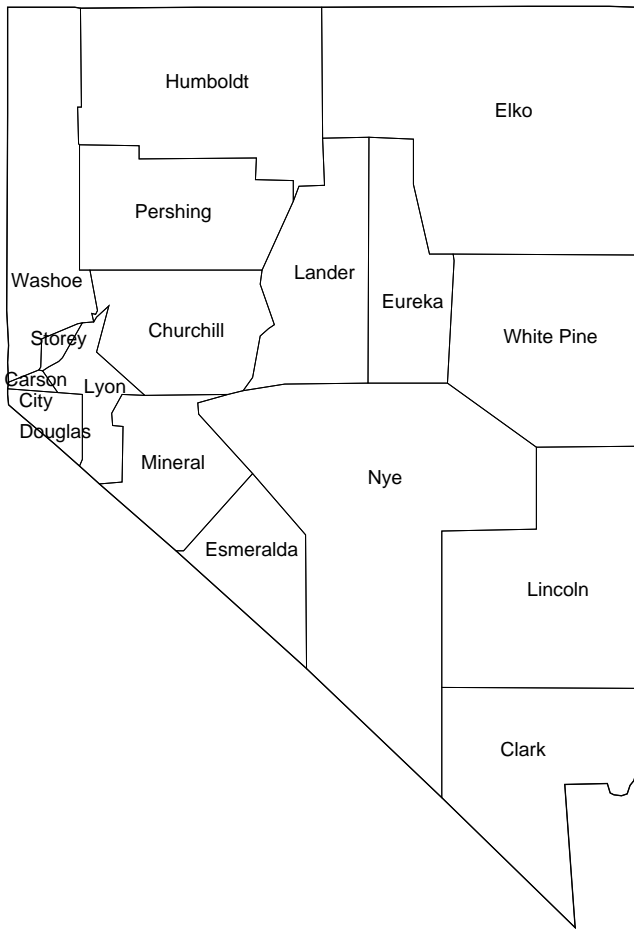 Humboldt
Elko
Pershing
Lander
Washoe
Eureka
Churchill
White Pine
Storey
Carson
City
Lyon
Douglas
Mineral
Nye
Esmeralda
Lincoln
Clark